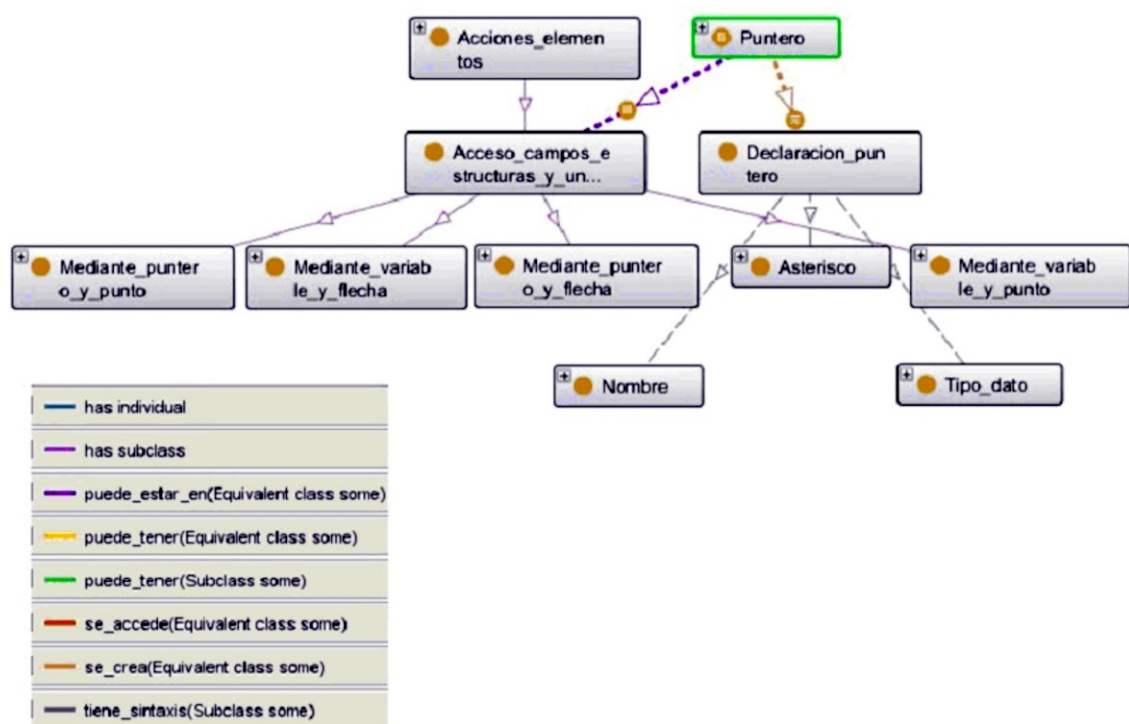 Acciones_elemen
tos
Puntero
Acceso_campos_e
structuras_y_un...
Declaracion_pun
tero
Mediante_punter
o_y_punto
Mediante_variab
le_y_flecha
Mediante_punter
o_y_flecha
Asterisco
Mediante_variab
le_y_punto
Nombre
Tipo_dato
has individual
has subclass
puede_estar_en(Equivalent class some)
puede_tener(Equivalent class some)
puede_tener(Subclass some)
se_accede(Equivalent class some)
se_crea(Equivalent class some)
tiene_sintaxis(Subclass some)